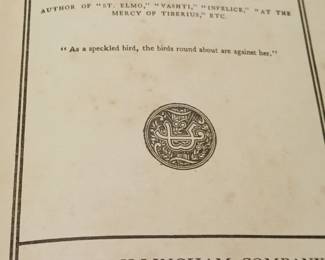 AUTHOR OF "ST. ELMO," "VASHTI," "INFELICE," "AT THE
MERCY OF TIBERIUS," ETC.
"As a speckled bird, the birds round about are against her."
COMPANY